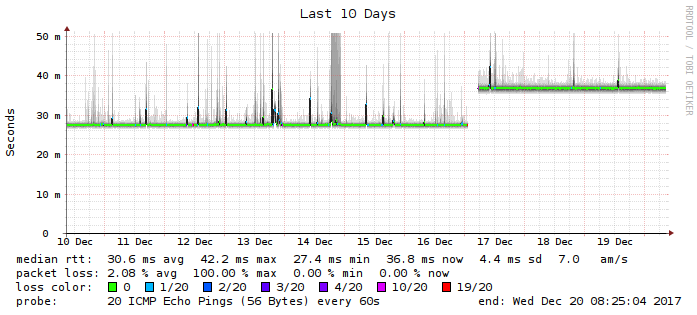 Last 10 Days
RRDTOOL / TOBI OETIKER
Seconds
50 m
40 m
30 m
20 m
10 m
0
10 Dec 11 Dec 12 Dec 13 Dec 14 Dec 15 Dec 16 Dec 17 Dec 18 Dec 19 Dec
median rtt: 30.6 ms avg 42.2 ms max 27.4 ms min 36.8 ms now 4.4 ms sd 7.0 am/s
packet loss: 2.08 % avg 100.00 % max 0.00 % min 0.00 % now
loss color: 0 1/20 2/20 3/20 4/20 10/20 19/20
probe: 20 ICMP Echo Pings (56 Bytes) every 60s end: Wed Dec 20 08:25:04 2017